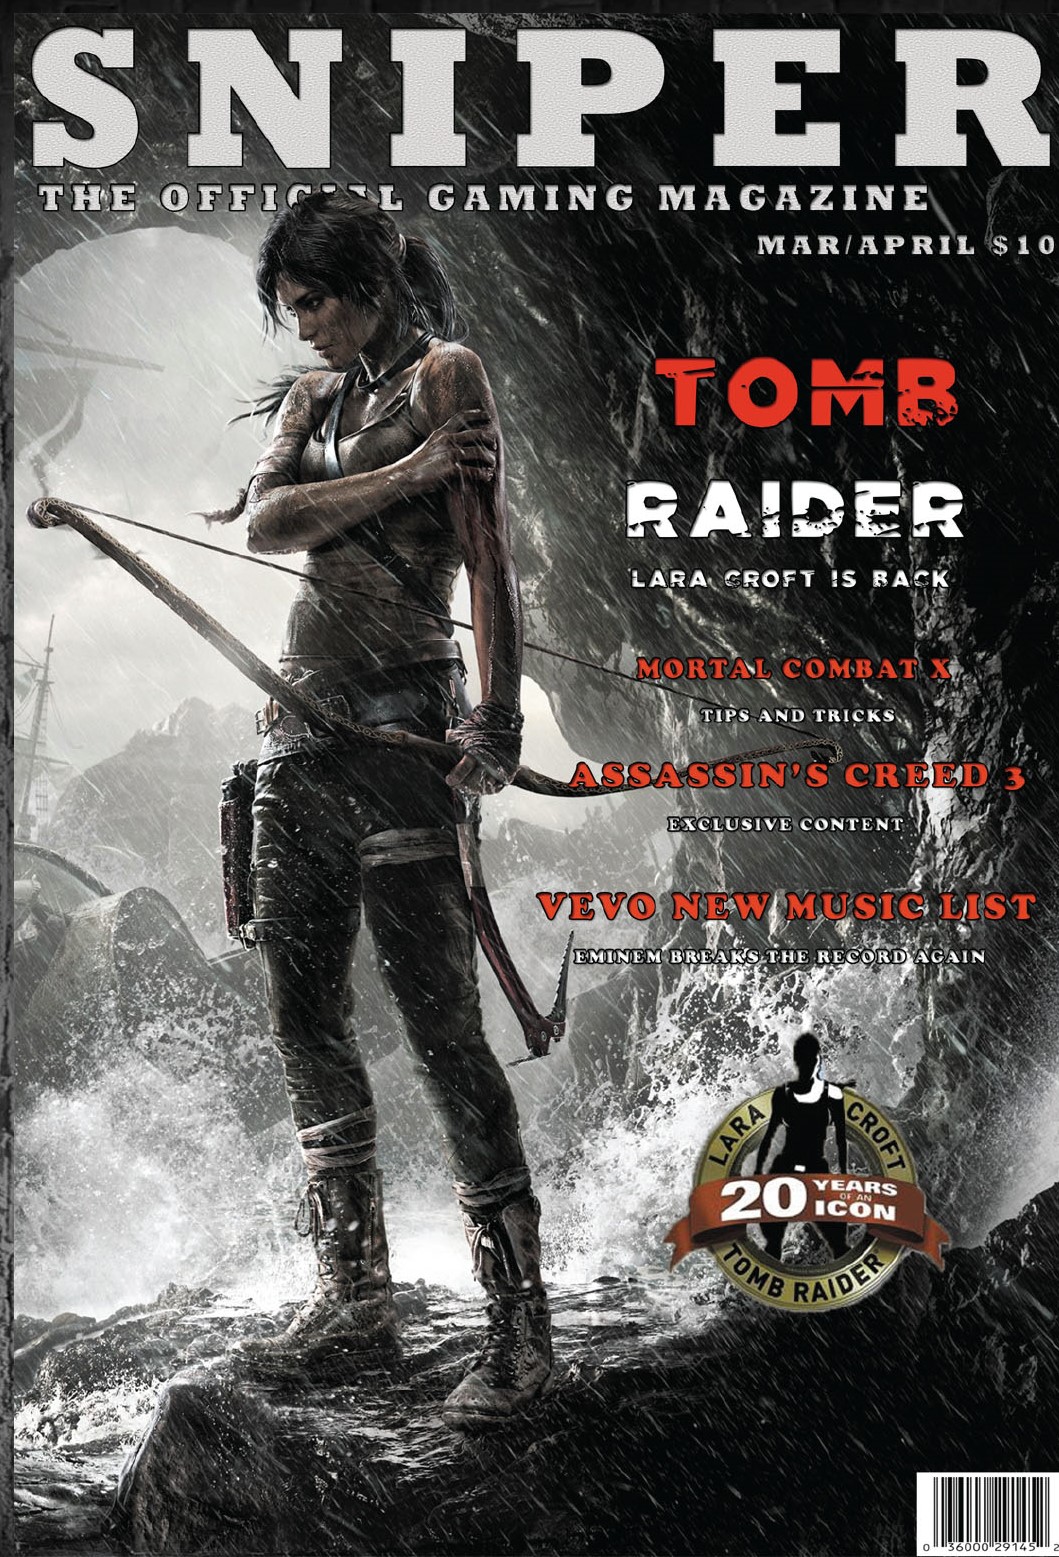 SNIPER
THE OFFICIAL GAMING MAGAZINE
MAR/APRIL $10
TOMB
RAIDER
LARA CROFT IS BACK
MORTAL COMBAT X
TIPS AND TRICKS
ASSASSIN'S CREED 3
EXCLUSIVE CONTENT
VEVO NEW MUSIC LIST
EMINEM BREAKS THE RECORD AGAIN
LARA CROFT
20 YEARS
OF AN
ICON
TOMB RAIDER
0 36000 29145 2